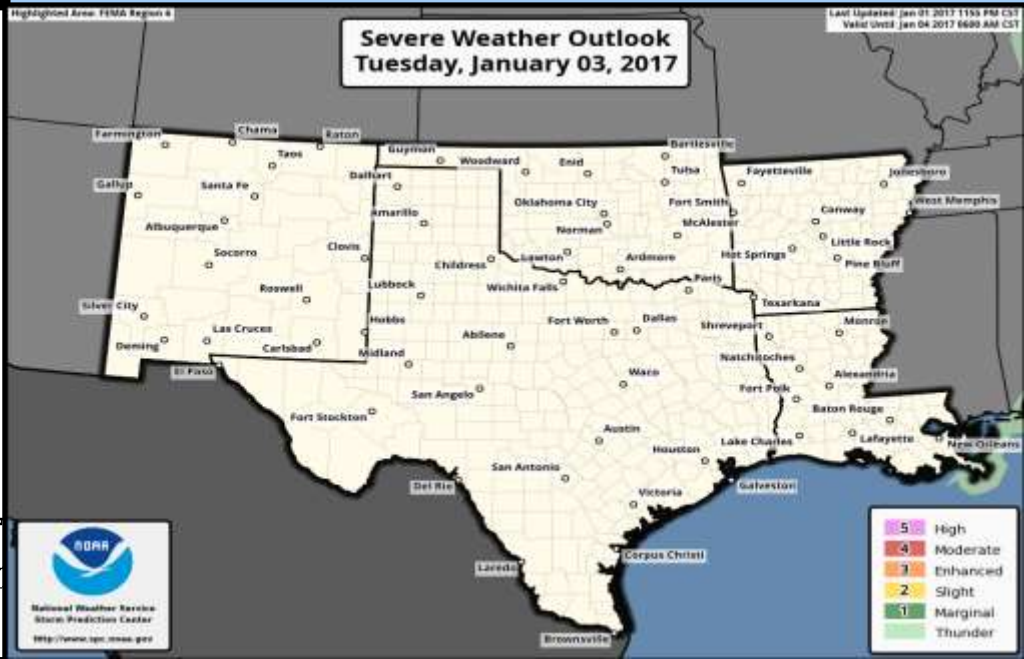 Highlighted Area: FEMA Region 6
Last Updated: Jan 01 2017 1155 PM CST
Valid Until: Jan 04 2017 0600 AM CST
Severe Weather Outlook
Tuesday, January 03, 2017
Farmington
Chama
Raton
Taos
Guymon
Woodward
Enid
Bartlesville
Tulsa
Fayetteville
Jonesboro
Gallup
Santa Fe
Dalhart
Oklahoma City
Fort Smith
West Memphis
Albuquerque
Amarillo
Norman
McAlester
Conway
Socorro
Clovis
Childress
Lawton
Ardmore
Hot Springs
Little Rock
Pine Bluff
Roswell
Lubbock
Wichita Falls
Paris
Silver City
Texarkana
Las Cruces
Hobbs
Abilene
Fort Worth
Dallas
Shreveport
Monroe
Deming
Carlsbad
Midland
Natchitoches
El Paso
Waco
Alexandria
San Angelo
Fort Polk
Fort Stockton
Baton Rouge
Austin
Houston
Lake Charles
Lafayette
New Orleans
San Antonio
Del Rio
Victoria
Galveston
Corpus Christi
Laredo
Brownsville
NOAA
National Weather Service
Storm Prediction Center
http://www.spc.noaa.gov
5 High
4 Moderate
3 Enhanced
2 Slight
1 Marginal
Thunder